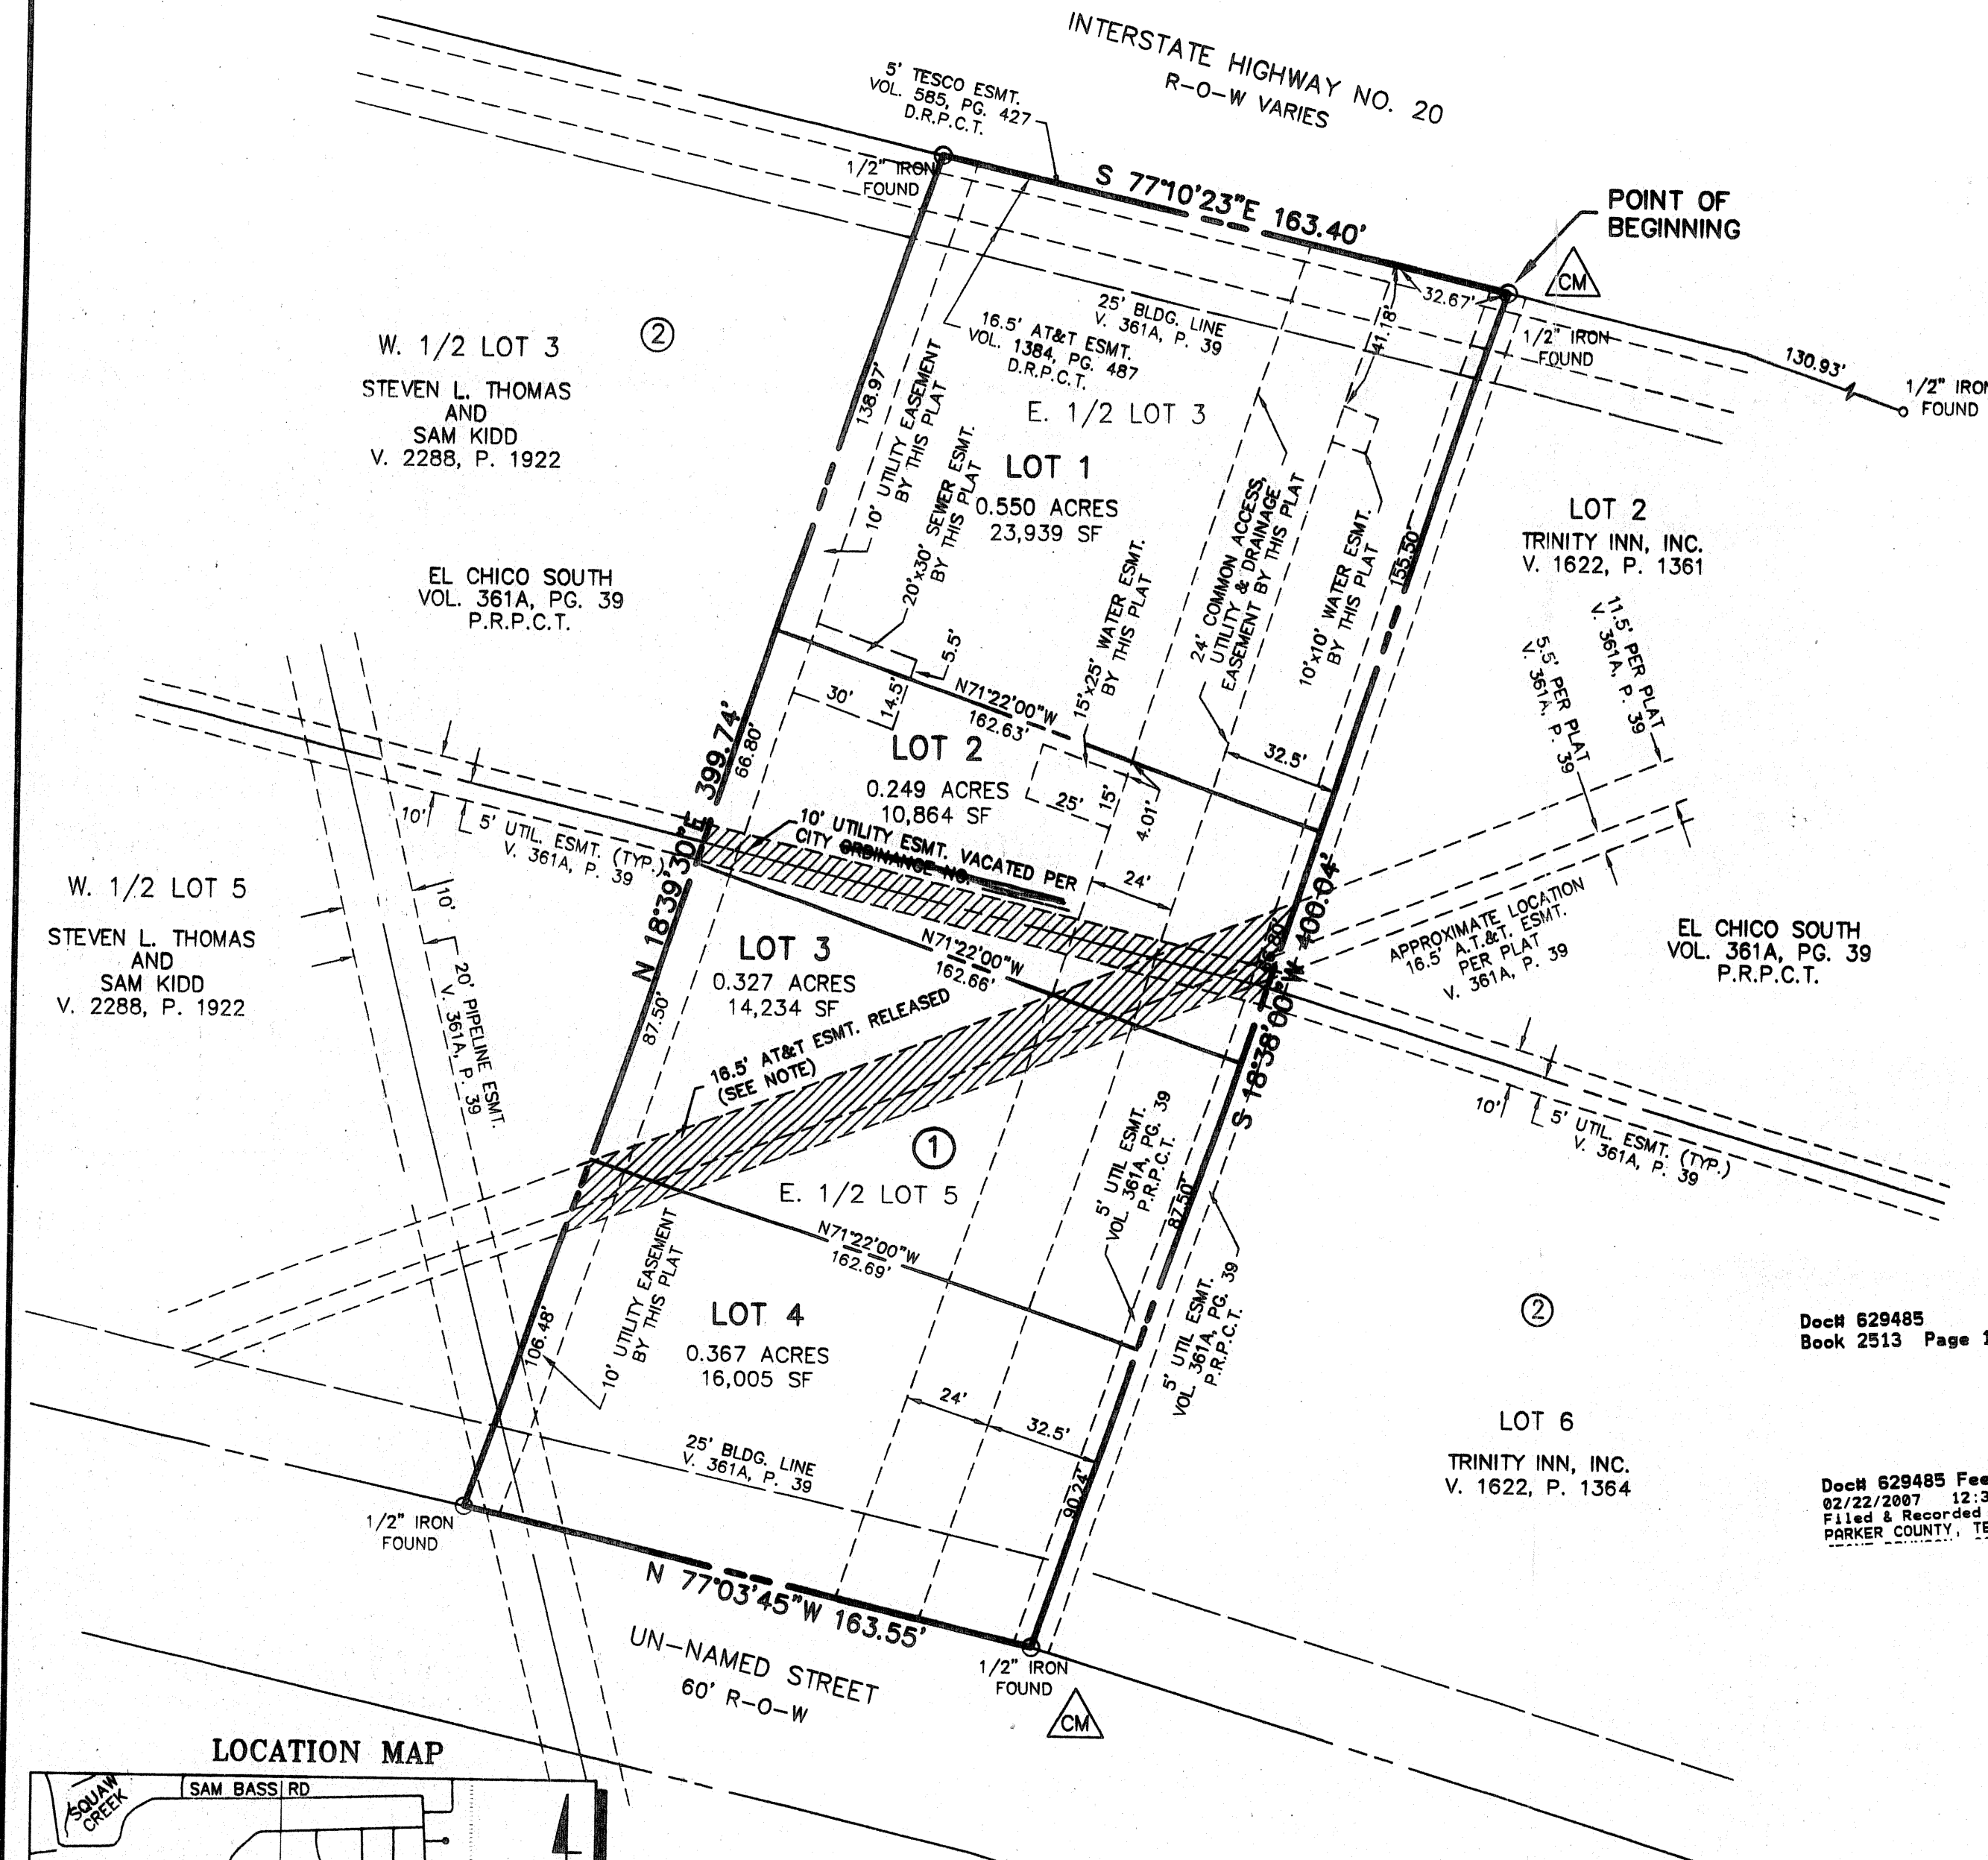 INTERSTATE HIGHWAY NO. 20
R-O-W VARIES
5' TESCO ESMT.
VOL. 585, PG. 427
D.R.P.C.T.
1/2" IRON
FOUND
S 77°10'23"E 163.40'
POINT OF
BEGINNING
CM
32.67'
41.18'
1/2" IRON
FOUND
130.93'
1/2" IRON
FOUND
25' BLDG. LINE
V. 361A, P. 39
16.5' AT&T ESMT.
VOL. 1384, PG. 487
D.R.P.C.T.
W. 1/2 LOT 3
2
STEVEN L. THOMAS
AND
SAM KIDD
V. 2288, P. 1922
138.97'
10' UTILITY EASEMENT
BY THIS PLAT
E. 1/2 LOT 3
LOT 1
0.550 ACRES
23,939 SF
20'x30' SEWER ESMT.
BY THIS PLAT
15'x25' WATER ESMT.
BY THIS PLAT
24' COMMON ACCESS,
UTILITY & DRAINAGE
EASEMENT BY THIS PLAT
10'x10' WATER ESMT.
BY THIS PLAT
155.50'
LOT 2
TRINITY INN, INC.
V. 1622, P. 1361
11.5' PER PLAT
V. 361A, P. 39
5.5' PER PLAT
V. 361A, P. 39
EL CHICO SOUTH
VOL. 361A, PG. 39
P.R.P.C.T.
5.5'
30'
14.5'
N71°22'00"W
162.63'
LOT 2
0.249 ACRES
10,864 SF
25'
15'
4.01'
32.5'
N 18°39'30"E 399.74'
66.80'
10' UTILITY ESMT. VACATED PER
CITY ORDINANCE NO.
24'
10'
5' UTIL. ESMT. (TYP.)
V. 361A, P. 39
W. 1/2 LOT 5
STEVEN L. THOMAS
AND
SAM KIDD
V. 2288, P. 1922
10'
20' PIPELINE ESMT.
V. 361A, P. 39
LOT 3
0.327 ACRES
14,234 SF
N71°22'00"W
162.66'
87.50'
16.5' AT&T ESMT. RELEASED
(SEE NOTE)
66.80'
S 18°38'00"W 400.04'
APPROXIMATE LOCATION
16.5' A.T.&T. ESMT.
PER PLAT
V. 361A, P. 39
EL CHICO SOUTH
VOL. 361A, PG. 39
P.R.P.C.T.
10'
5' UTIL. ESMT. (TYP.)
V. 361A, P. 39
1
E. 1/2 LOT 5
5' UTIL ESMT.
VOL. 361A, PG. 39
P.R.P.C.T.
87.50'
5' UTIL ESMT.
VOL. 361A, PG. 39
P.R.P.C.T.
N71°22'00"W
162.69'
10' UTILITY EASEMENT
BY THIS PLAT
106.48'
LOT 4
0.367 ACRES
16,005 SF
24'
32.5'
90.24'
25' BLDG. LINE
V. 361A, P. 39
2
LOT 6
TRINITY INN, INC.
V. 1622, P. 1364
Doc# 629485
Book 2513 Page 1
Doc# 629485 Fee
02/22/2007 12:3
Filed & Recorded
PARKER COUNTY, TE
1/2" IRON
FOUND
N 77°03'45"W 163.55'
UN-NAMED STREET
60' R-O-W
1/2" IRON
FOUND
CM
LOCATION MAP
SQUAW
CREEK
SAM BASS RD